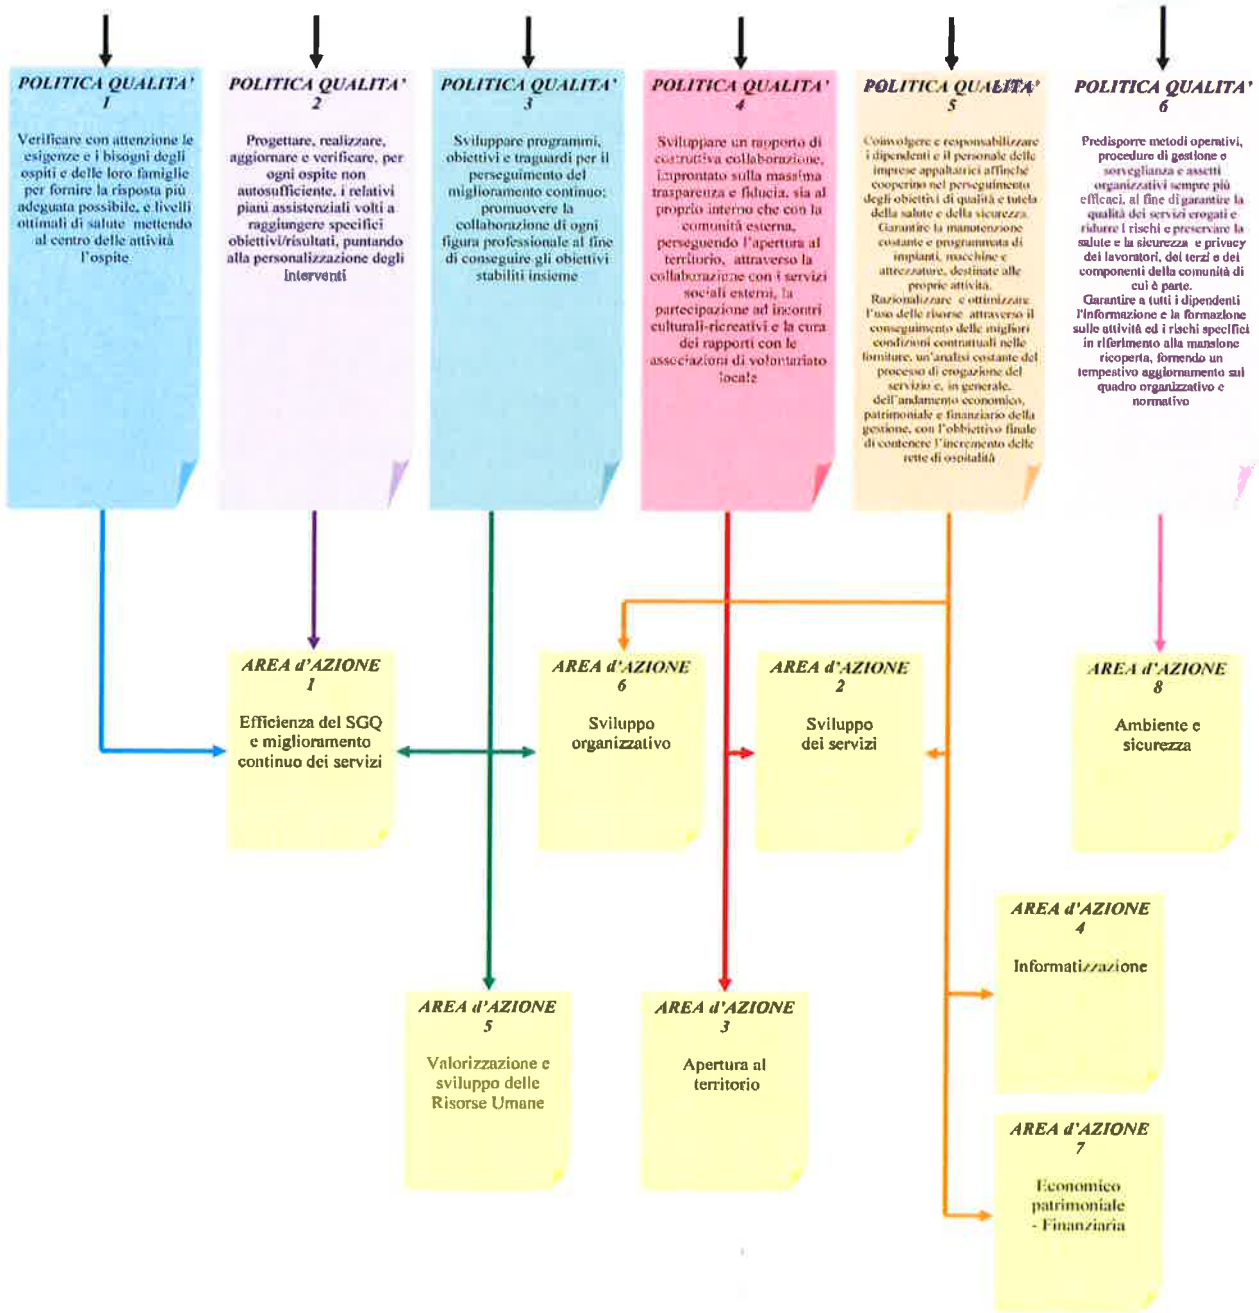 POLITICA QUALITA'
1
Verificare con attenzione le
esigenze e i bisogni degli
ospiti e delle loro famiglie
per fornire la risposta più
adeguata possibile, e livelli
ottimali di salute mettendo
al centro delle attività
l'ospite
POLITICA QUALITA'
2
Progettare, realizzare,
aggiornare e verificare, per
ogni ospite non
autosufficiente, i relativi
piani assistenziali volti a
raggiungere specifici
obiettivi/risultati, puntando
alla personalizzazione degli
interventi
POLITICA QUALITA'
3
Sviluppare programmi,
obiettivi e traguardi per il
perseguimento del
miglioramento continuo;
promuovere la
collaborazione di ogni
figura professionale al fine
di conseguire gli obiettivi
stabiliti insieme
POLITICA QUALITA'
4
Sviluppare un rapporto di
costruttiva collaborazione,
improntato sulla massima
trasparenza e fiducia, sia al
proprio interno che con la
comunità esterna,
perseguendo l'apertura al
territorio, attraverso la
collaborazione con i servizi
sociali esterni, la
partecipazione ad incontri
culturali-ricreativi e la cura
dei rapporti con le
associazioni di volontariato
locale
POLITICA QUALITA'
5
Coinvolgere e responsabilizzare
i dipendenti e il personale delle
imprese appaltatrici affinché
cooperino nel perseguimento
degli obiettivi di qualità e tutela
della salute e della sicurezza.
Garantire la manutenzione
costante e programmata di
impianti, macchine e
attrezzature, destinate alle
proprie attività.
Razionalizzare e ottimizzare
l'uso delle risorse attraverso il
conseguimento delle migliori
condizioni contrattuali nelle
forniture, un'analisi costante del
processo di erogazione del
servizio e, in generale,
dell'andamento economico,
patrimoniale e finanziario della
gestione, con l'obbiettivo finale
di contenere l'incremento delle
rette di ospitalità
POLITICA QUALITA'
6
Predisporre metodi operativi,
procedure di gestione e
sorveglianza e assetti
organizzativi sempre più
efficaci, al fine di garantire la
qualità dei servizi erogati e
ridurre i rischi e preservare la
salute e la sicurezza e privacy
dei lavoratori, dei terzi e dei
componenti della comunità di
cui è parte.
Garantire a tutti i dipendenti
l'informazione e la formazione
sulle attività ed i rischi specifici
in riferimento alla mansione
ricoperta, fornendo un
tempestivo aggiornamento sul
quadro organizzativo e
normativo
AREA d'AZIONE
1
Efficienza del SGQ
e miglioramento
continuo dei servizi
AREA d'AZIONE
6
Sviluppo
organizzativo
AREA d'AZIONE
2
Sviluppo
dei servizi
AREA d'AZIONE
8
Ambiente e
sicurezza
AREA d'AZIONE
4
Informatizzazione
AREA d'AZIONE
5
Valorizzazione e
sviluppo delle
Risorse Umane
AREA d'AZIONE
3
Apertura al
territorio
AREA d'AZIONE
7
Economico
patrimoniale
- Finanziaria